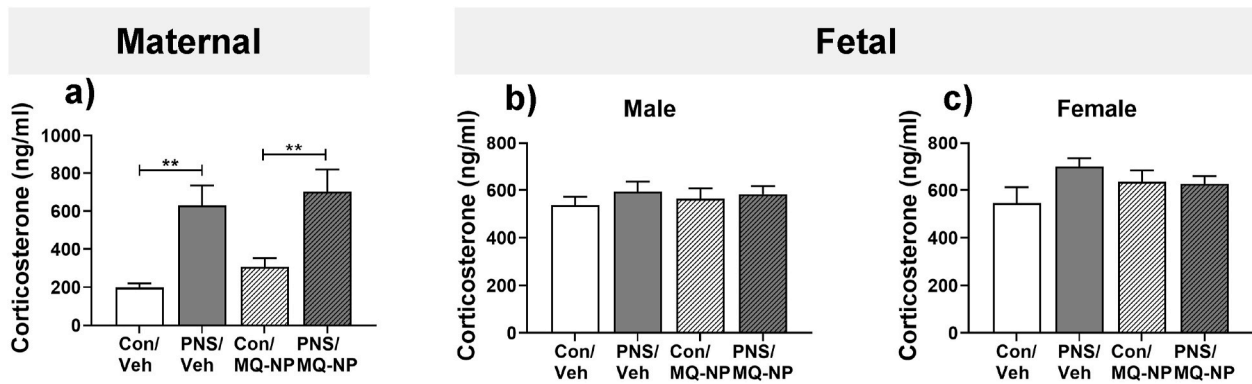 Maternal
Fetal
a)
Corticosterone (ng/ml)
1000
800
600
400
200
0
**
**
Con/
Veh
PNS/
Veh
Con/
MQ-NP
PNS/
MQ-NP
b)
Male
Corticosterone (ng/ml)
800
600
400
200
0
Con/
Veh
PNS/
Veh
Con/
MQ-NP
PNS/
MQ-NP
c)
Female
Corticosterone (ng/ml)
800
600
400
200
0
Con/
Veh
PNS/
Veh
Con/
MQ-NP
PNS/
MQ-NP